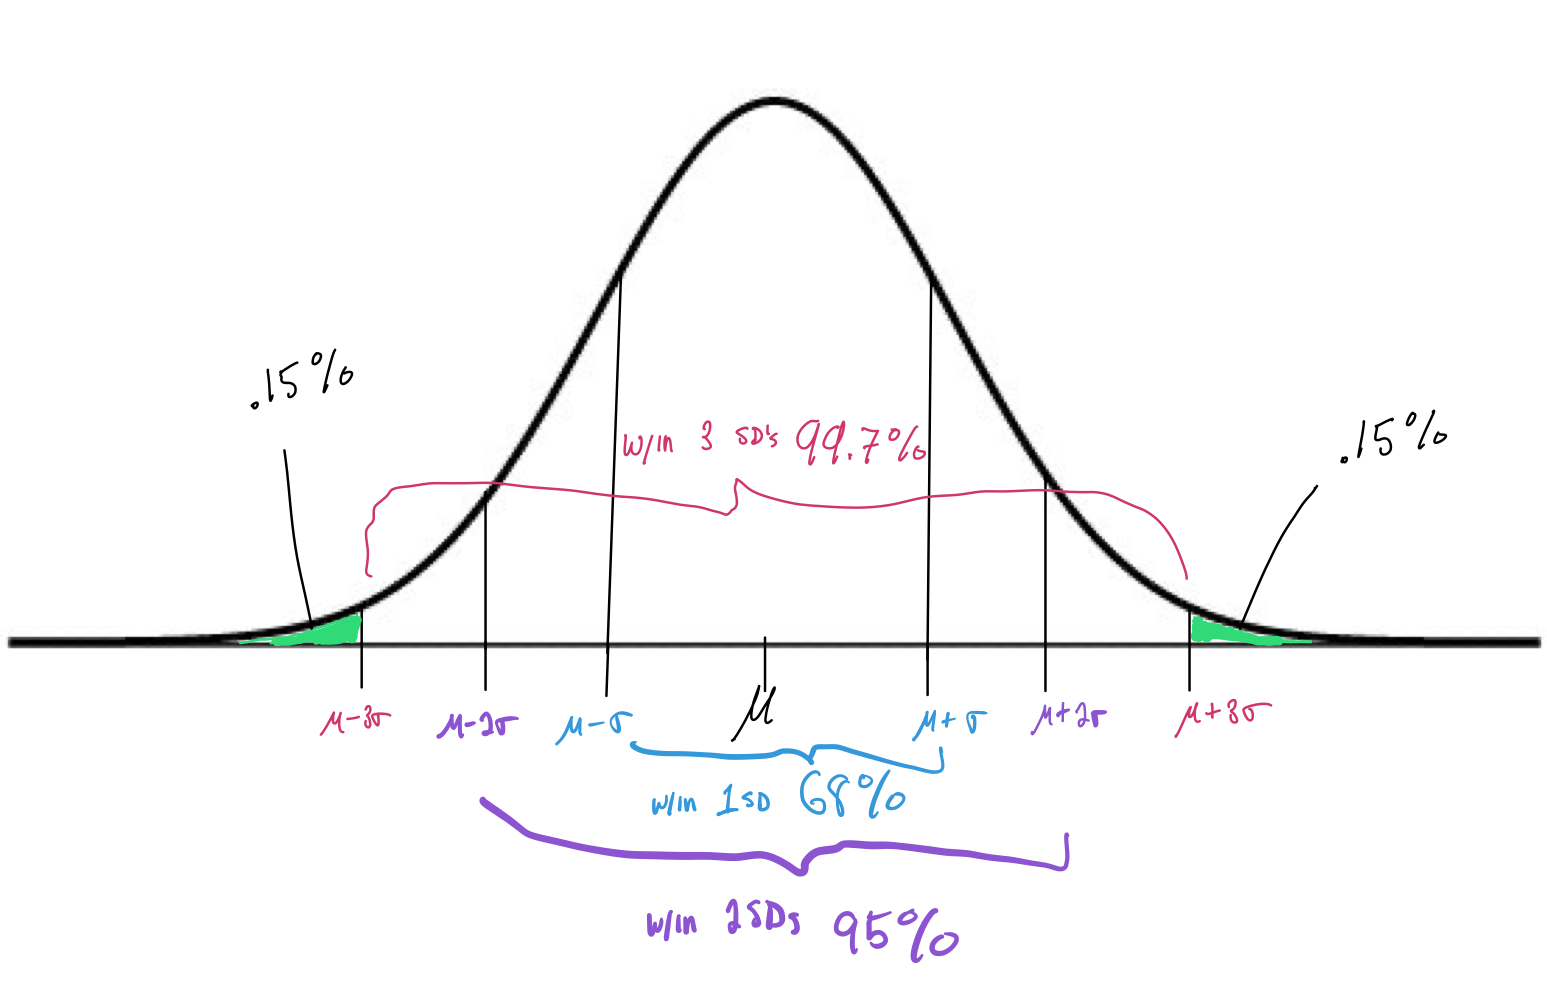 .15%
.15%
w/in 3 SD's 99.7%
μ-3σ μ-2σ μ-σ μ μ+σ μ+2σ μ+3σ
w/in 1SD 68%
w/in 2SDs 95%